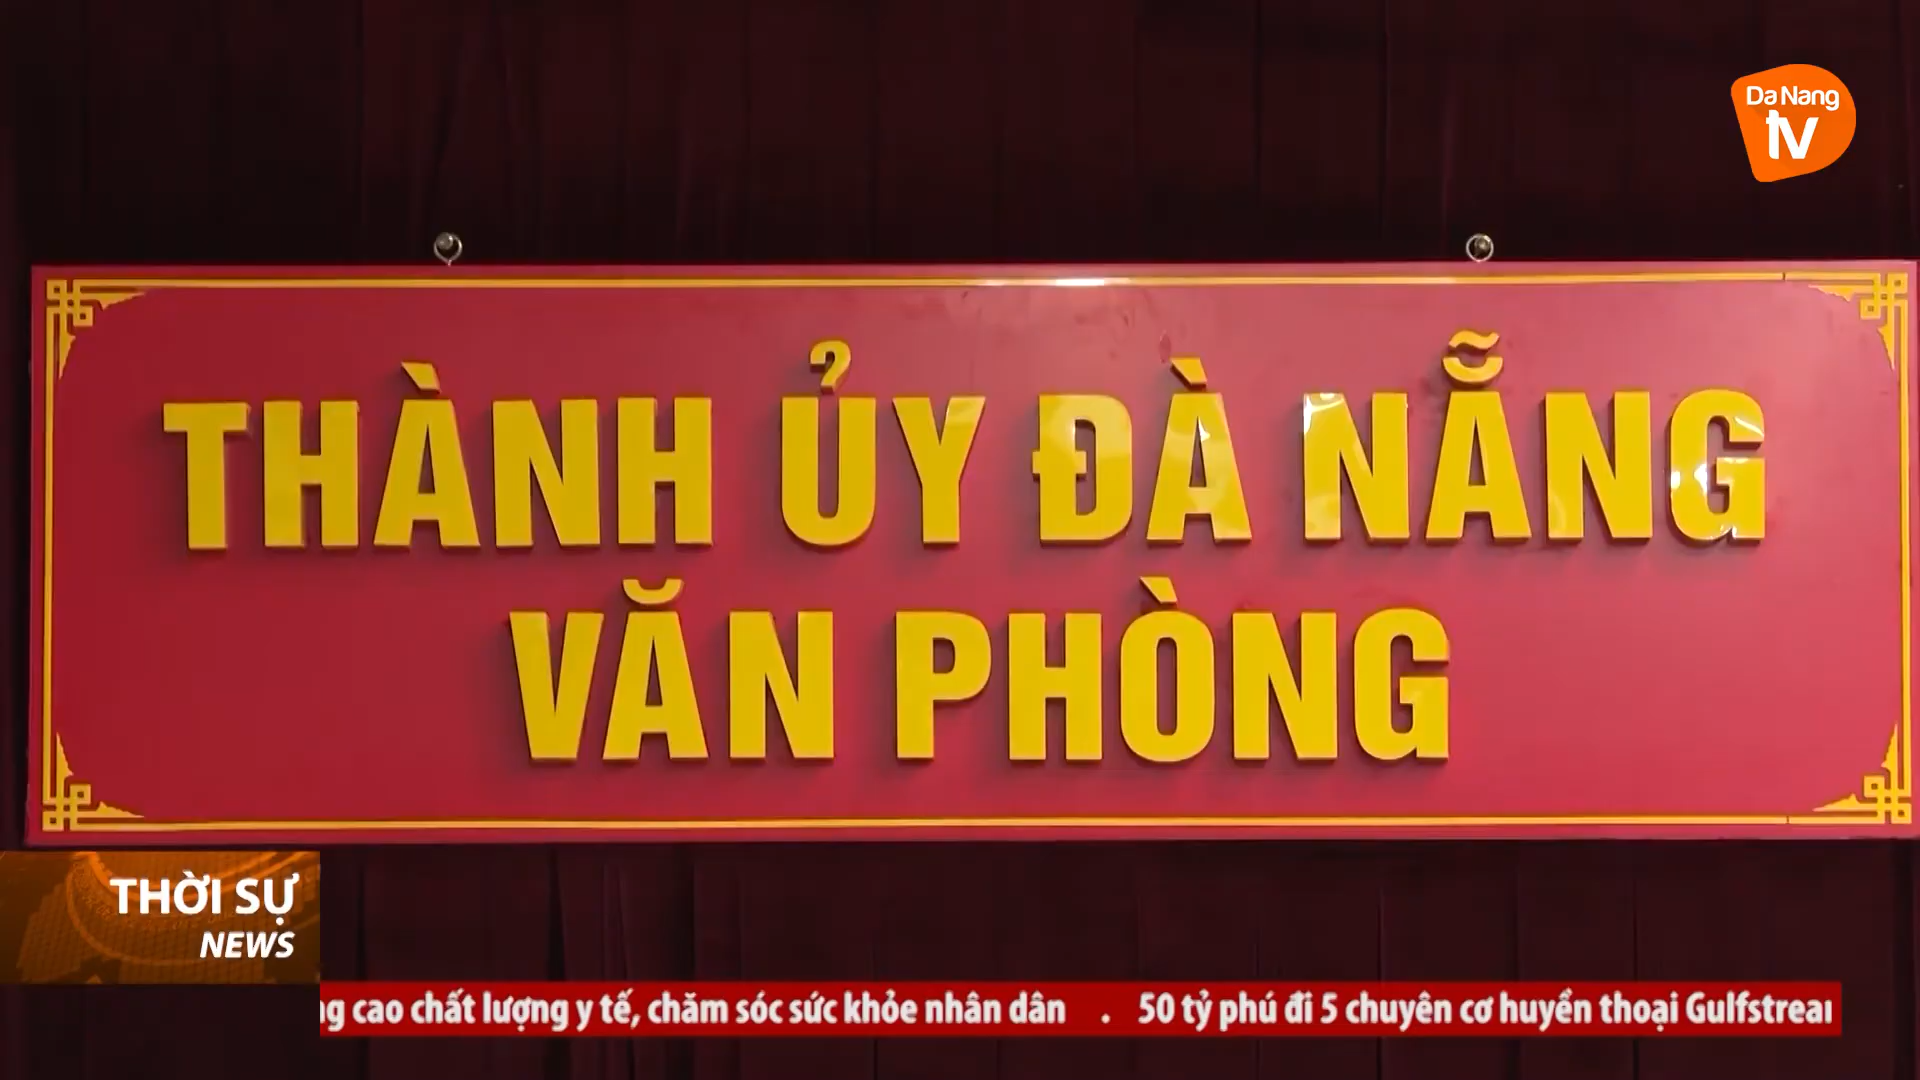 Da Nang
tv
THÀNH ỦY ĐÀ NẴNG
VĂN PHÒNG
THỜI SỰ
NEWS
cao chất lượng y tế, chăm sóc sức khỏe nhân dân . 50 tỷ phú đi 5 chuyên cơ huyền thoại